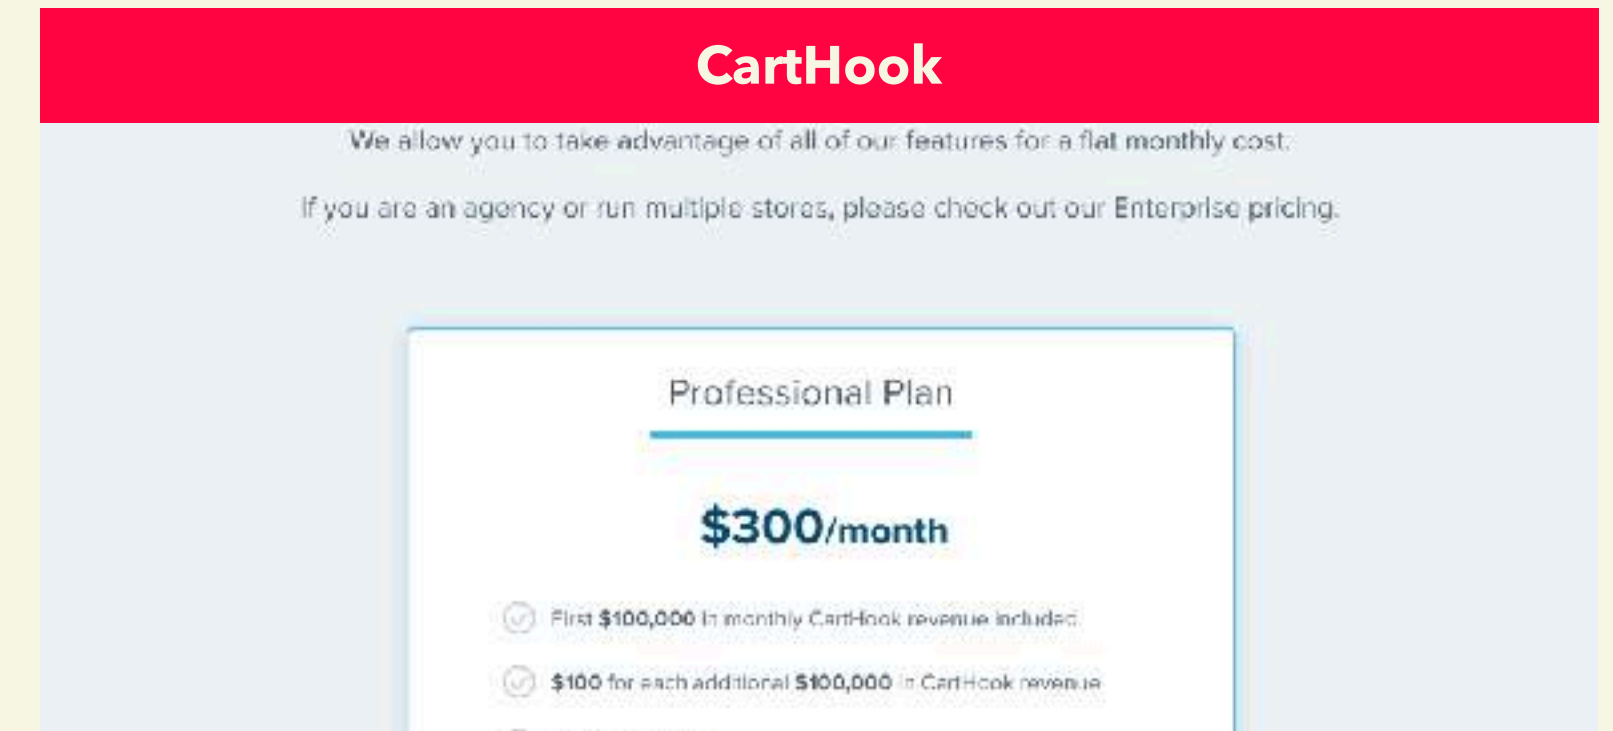 CartHook
We allow you to take advantage of all of our features for a flat monthly cost.
If you are an agency or run multiple stores, please check out our Enterprise pricing.
Professional Plan
$300/month
First $100,000 in monthly CartHook revenue included
$100 for each additional $100,000 in CartHook revenue